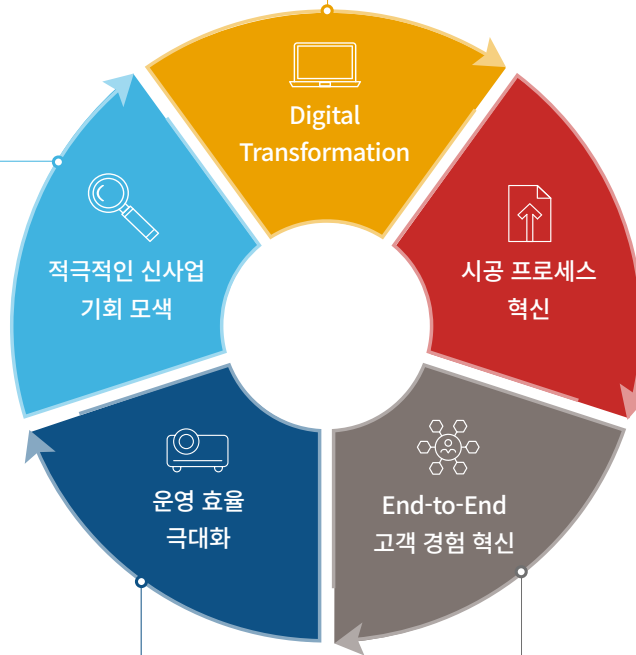 Digital
Transformation
시공 프로세스
혁신
End-to-End
고객 경험 혁신
운영 효율
극대화
적극적인 신사업
기회 모색